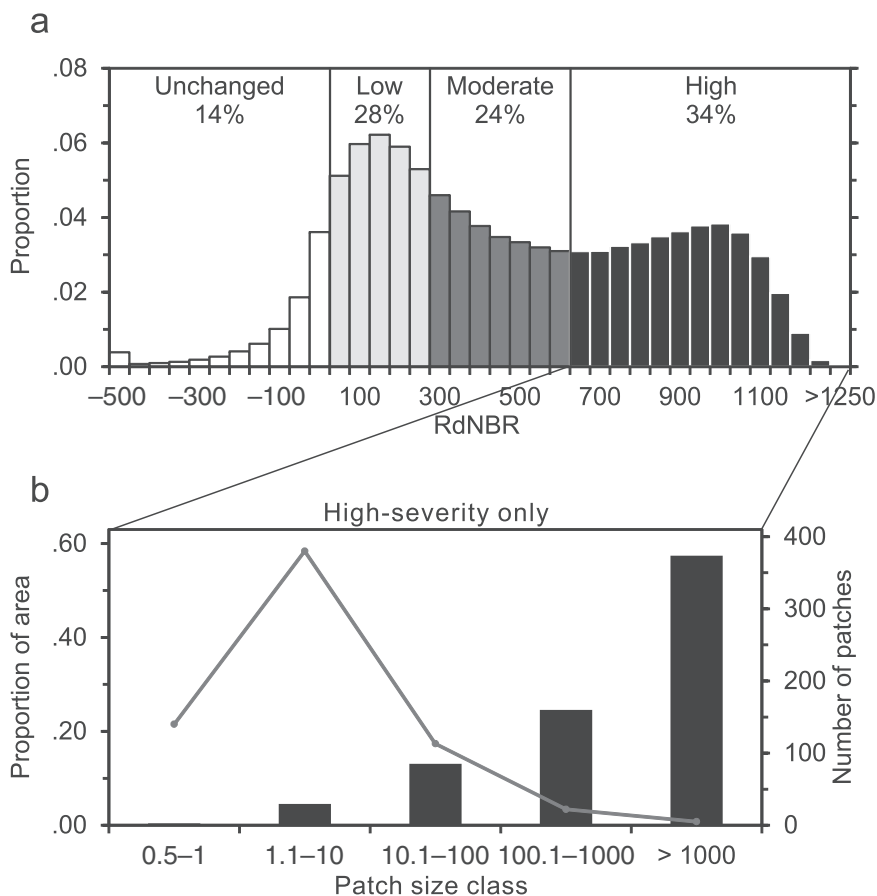 a
.08
.06
.04
.02
.00
Proportion
Unchanged
14%
Low
28%
Moderate
24%
High
34%
–500 –300 –100 100 300 500 700 900 1100 >1250
RdNBR
b
High-severity only
.60
.40
.20
.00
Proportion of area
400
300
200
100
0
Number of patches
0.5–1 1.1–10 10.1–100 100.1–1000 > 1000
Patch size class